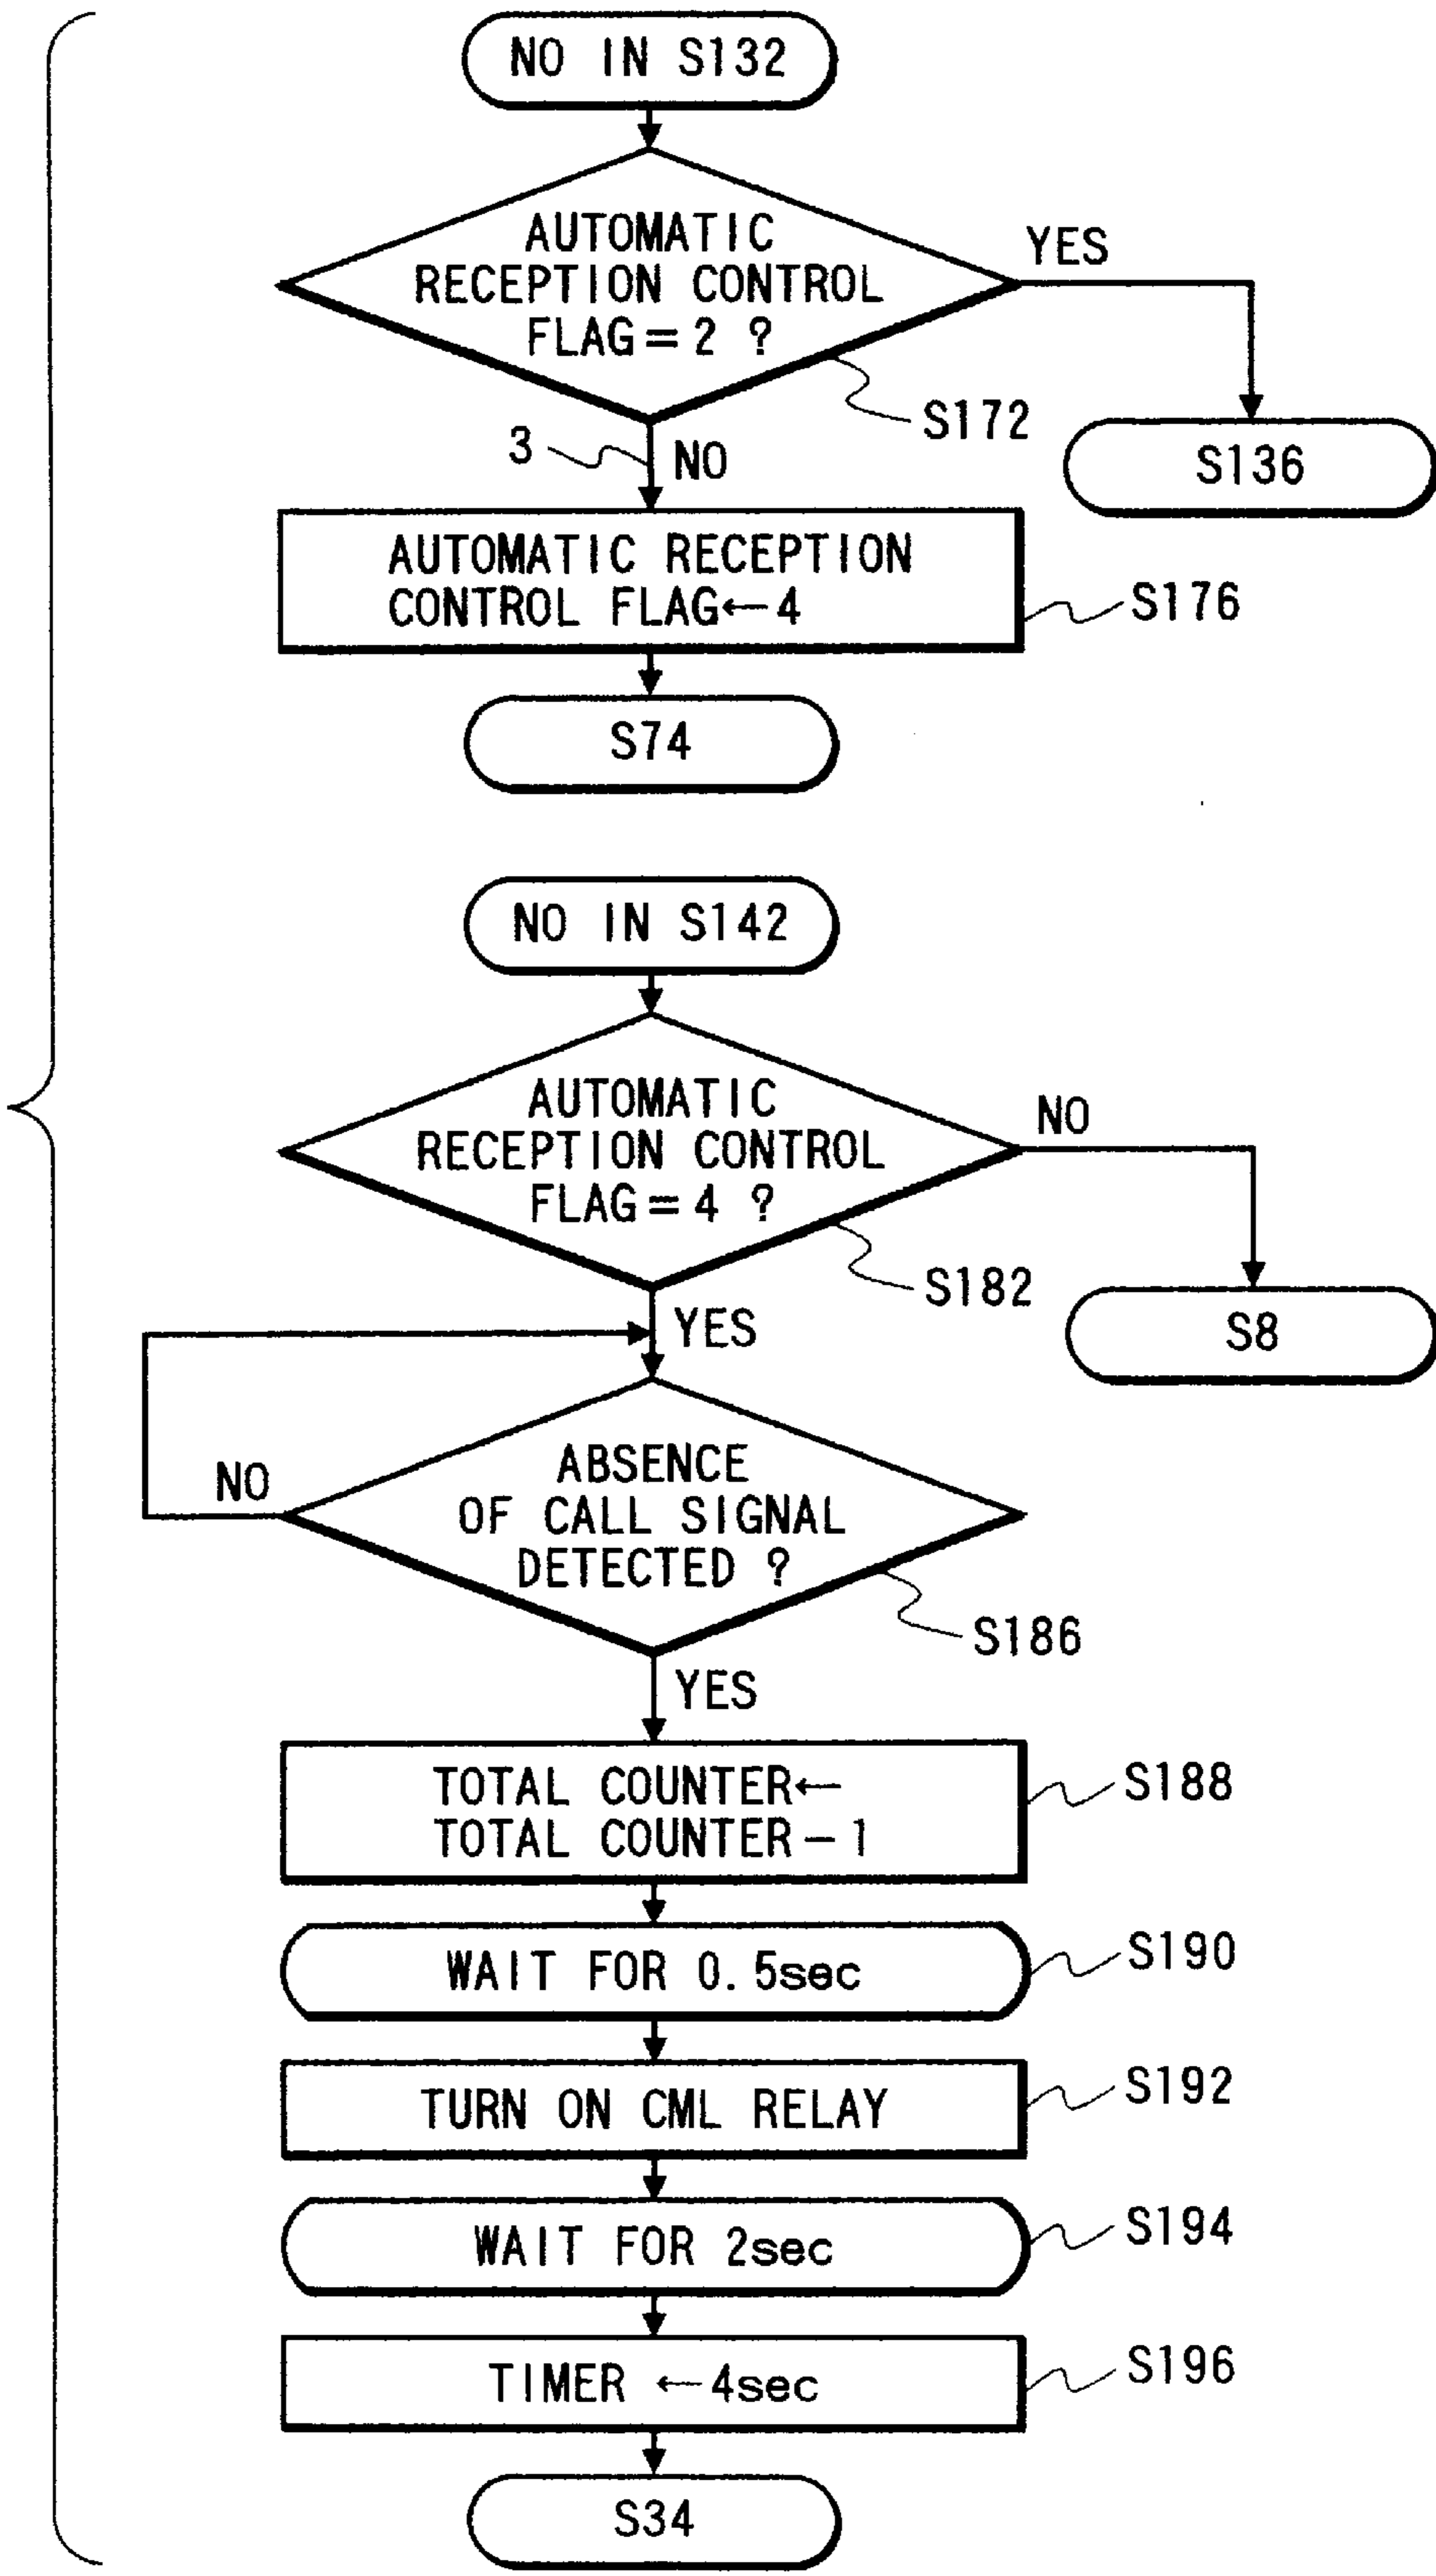 NO IN S132
AUTOMATIC
RECEPTION CONTROL
FLAG=2 ?
YES
S172
S136
3
NO
AUTOMATIC RECEPTION
CONTROL FLAG←4
S176
S74
NO IN S142
AUTOMATIC
RECEPTION CONTROL
FLAG=4 ?
NO
S182
S8
YES
ABSENCE
OF CALL SIGNAL
DETECTED ?
NO
S186
YES
TOTAL COUNTER←
TOTAL COUNTER-1
S188
WAIT FOR 0.5sec
S190
TURN ON CML RELAY
S192
WAIT FOR 2sec
S194
TIMER ←4sec
S196
S34